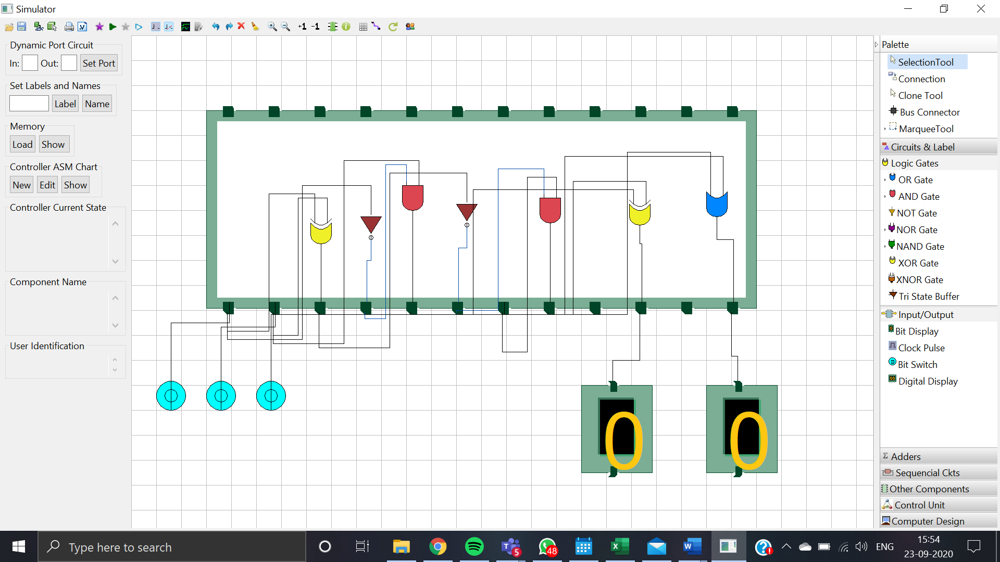 Simulator
+1 -1
Dynamic Port Circuit
In: Out: Set Port
Set Labels and Names
Label Name
Memory
Load Show
Controller ASM Chart
New Edit Show
Controller Current State
Component Name
User Identification
0 0
Palette
SelectionTool
Connection
Clone Tool
Bus Connector
MarqueeTool
Circuits & Label
Logic Gates
OR Gate
AND Gate
NOT Gate
NOR Gate
NAND Gate
XOR Gate
XNOR Gate
Tri State Buffer
Input/Output
Bit Display
Clock Pulse
Bit Switch
Digital Display
Adders
Sequencial Ckts
Other Components
Control Unit
Computer Design
Type here to search
5
48
ENG
15:54
23-09-2020